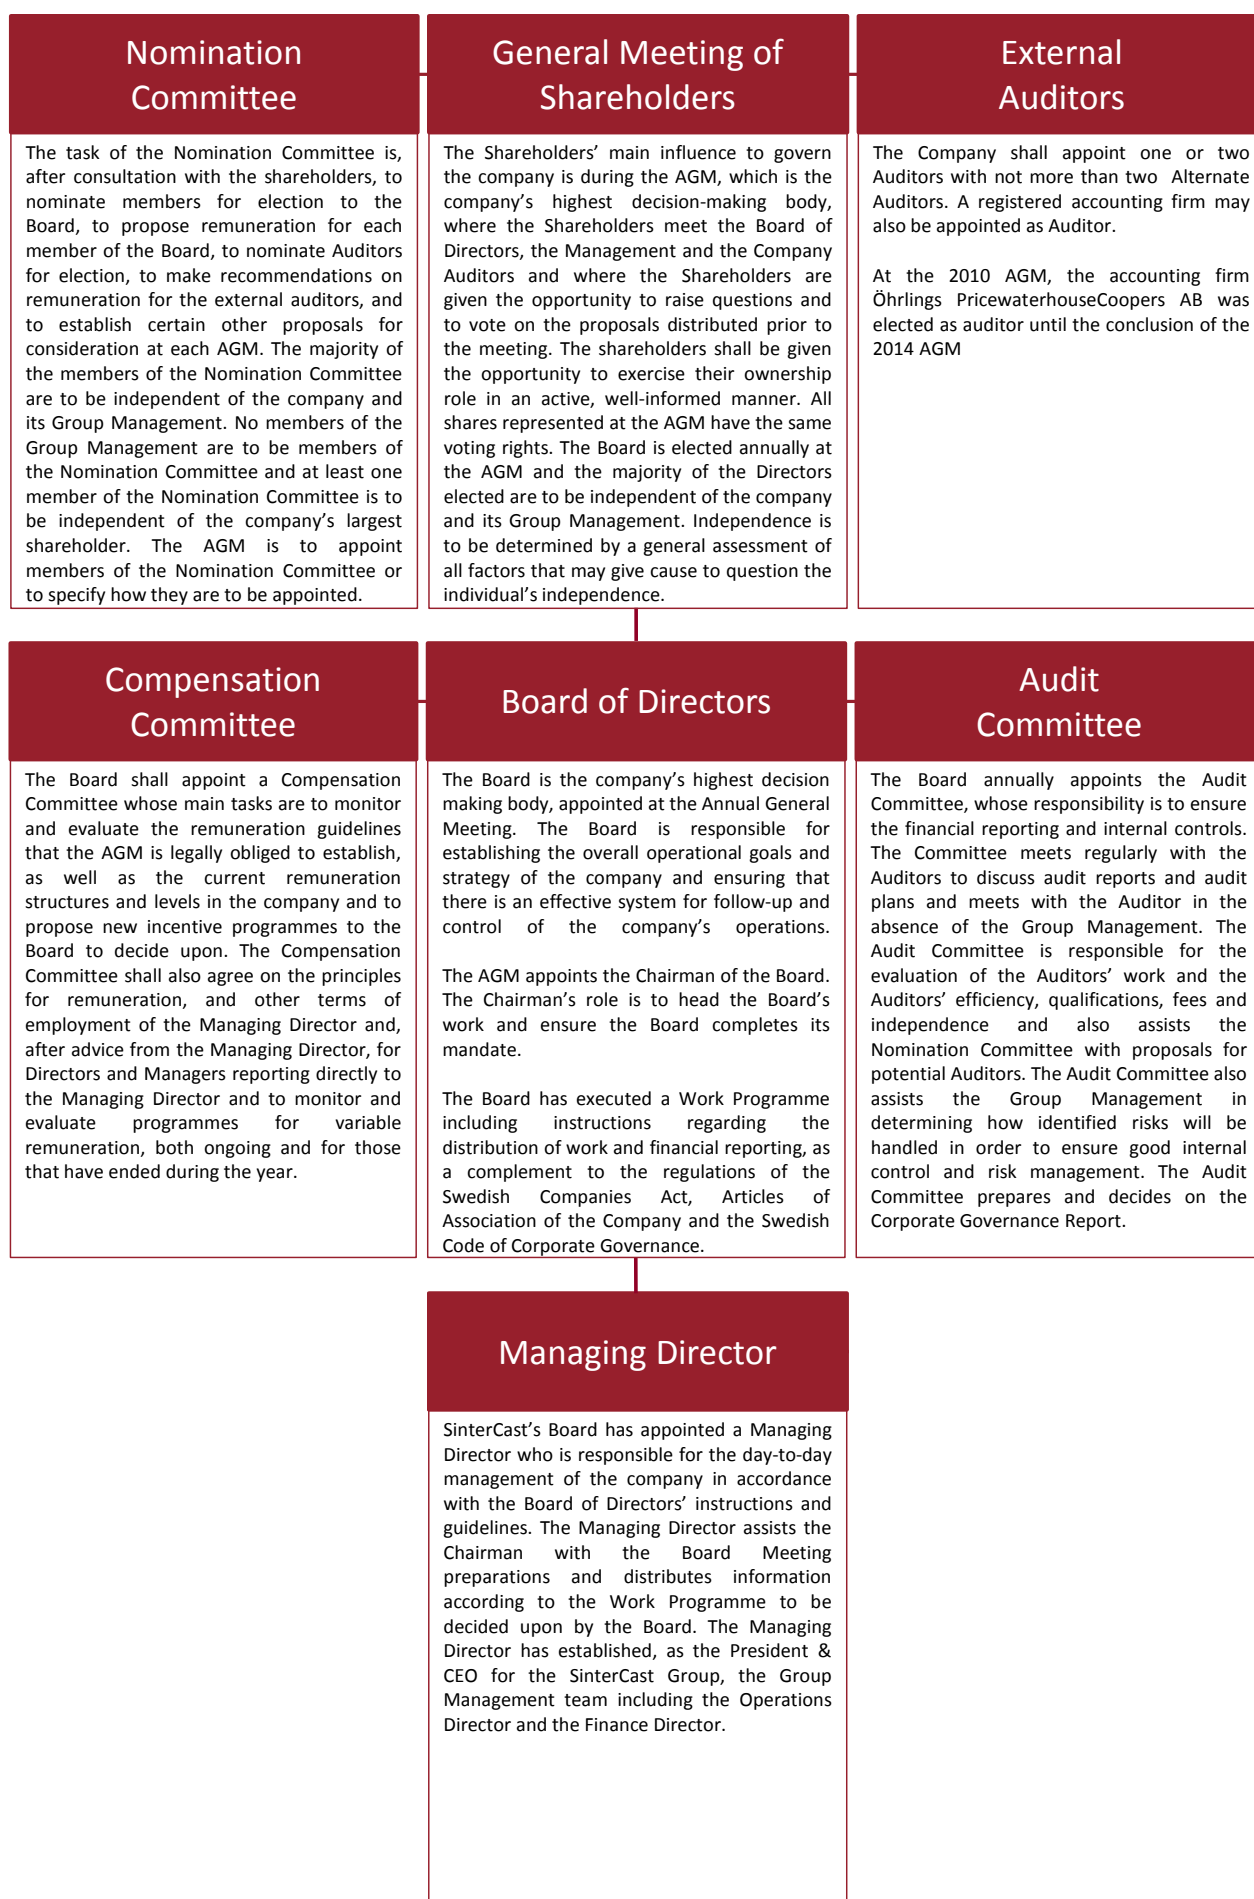 Nomination
Committee
The task of the Nomination Committee is,
after consultation with the shareholders, to
nominate members for election to the
Board, to propose remuneration for each
member of the Board, to nominate Auditors
for election, to make recommendations on
remuneration for the external auditors, and
to establish certain other proposals for
consideration at each AGM. The majority of
the members of the Nomination Committee
are to be independent of the company and
its Group Management. No members of the
Group Management are to be members of
the Nomination Committee and at least one
member of the Nomination Committee is to
be independent of the company's largest
shareholder. The AGM is to appoint
members of the Nomination Committee or
to specify how they are to be appointed.
General Meeting of
Shareholders
The Shareholders' main influence to govern
the company is during the AGM, which is the
company's highest decision-making body,
where the Shareholders meet the Board of
Directors, the Management and the Company
Auditors and where the Shareholders are
given the opportunity to raise questions and
to vote on the proposals distributed prior to
the meeting. The shareholders shall be given
the opportunity to exercise their ownership
role in an active, well-informed manner. All
shares represented at the AGM have the same
voting rights. The Board is elected annually at
the AGM and the majority of the Directors
elected are to be independent of the company
and its Group Management. Independence is
to be determined by a general assessment of
all factors that may give cause to question the
individual's independence.
External
Auditors
The Company shall appoint one or two
Auditors with not more than two Alternate
Auditors. A registered accounting firm may
also be appointed as Auditor.
At the 2010 AGM, the accounting firm
Öhrlings PricewaterhouseCoopers AB was
elected as auditor until the conclusion of the
2014 AGM
Compensation
Committee
The Board shall appoint a Compensation
Committee whose main tasks are to monitor
and evaluate the remuneration guidelines
that the AGM is legally obliged to establish,
as well as the current remuneration
structures and levels in the company and to
propose new incentive programmes to the
Board to decide upon. The Compensation
Committee shall also agree on the principles
for remuneration, and other terms of
employment of the Managing Director and,
after advice from the Managing Director, for
Directors and Managers reporting directly to
the Managing Director and to monitor and
evaluate programmes for variable
remuneration, both ongoing and for those
that have ended during the year.
Board of Directors
The Board is the company's highest decision
making body, appointed at the Annual General
Meeting. The Board is responsible for
establishing the overall operational goals and
strategy of the company and ensuring that
there is an effective system for follow-up and
control of the company's operations.
The AGM appoints the Chairman of the Board.
The Chairman's role is to head the Board's
work and ensure the Board completes its
mandate.
The Board has executed a Work Programme
including instructions regarding the
distribution of work and financial reporting, as
a complement to the regulations of the
Swedish Companies Act, Articles of
Association of the Company and the Swedish
Code of Corporate Governance.
Audit
Committee
The Board annually appoints the Audit
Committee, whose responsibility is to ensure
the financial reporting and internal controls.
The Committee meets regularly with the
Auditors to discuss audit reports and audit
plans and meets with the Auditor in the
absence of the Group Management. The
Audit Committee is responsible for the
evaluation of the Auditors' work and the
Auditors' efficiency, qualifications, fees and
independence and also assists the
Nomination Committee with proposals for
potential Auditors. The Audit Committee also
assists the Group Management in
determining how identified risks will be
handled in order to ensure good internal
control and risk management. The Audit
Committee prepares and decides on the
Corporate Governance Report.
Managing Director
SinterCast's Board has appointed a Managing
Director who is responsible for the day-to-day
management of the company in accordance
with the Board of Directors' instructions and
guidelines. The Managing Director assists the
Chairman with the Board Meeting
preparations and distributes information
according to the Work Programme to be
decided upon by the Board. The Managing
Director has established, as the President &
CEO for the SinterCast Group, the Group
Management team including the Operations
Director and the Finance Director.